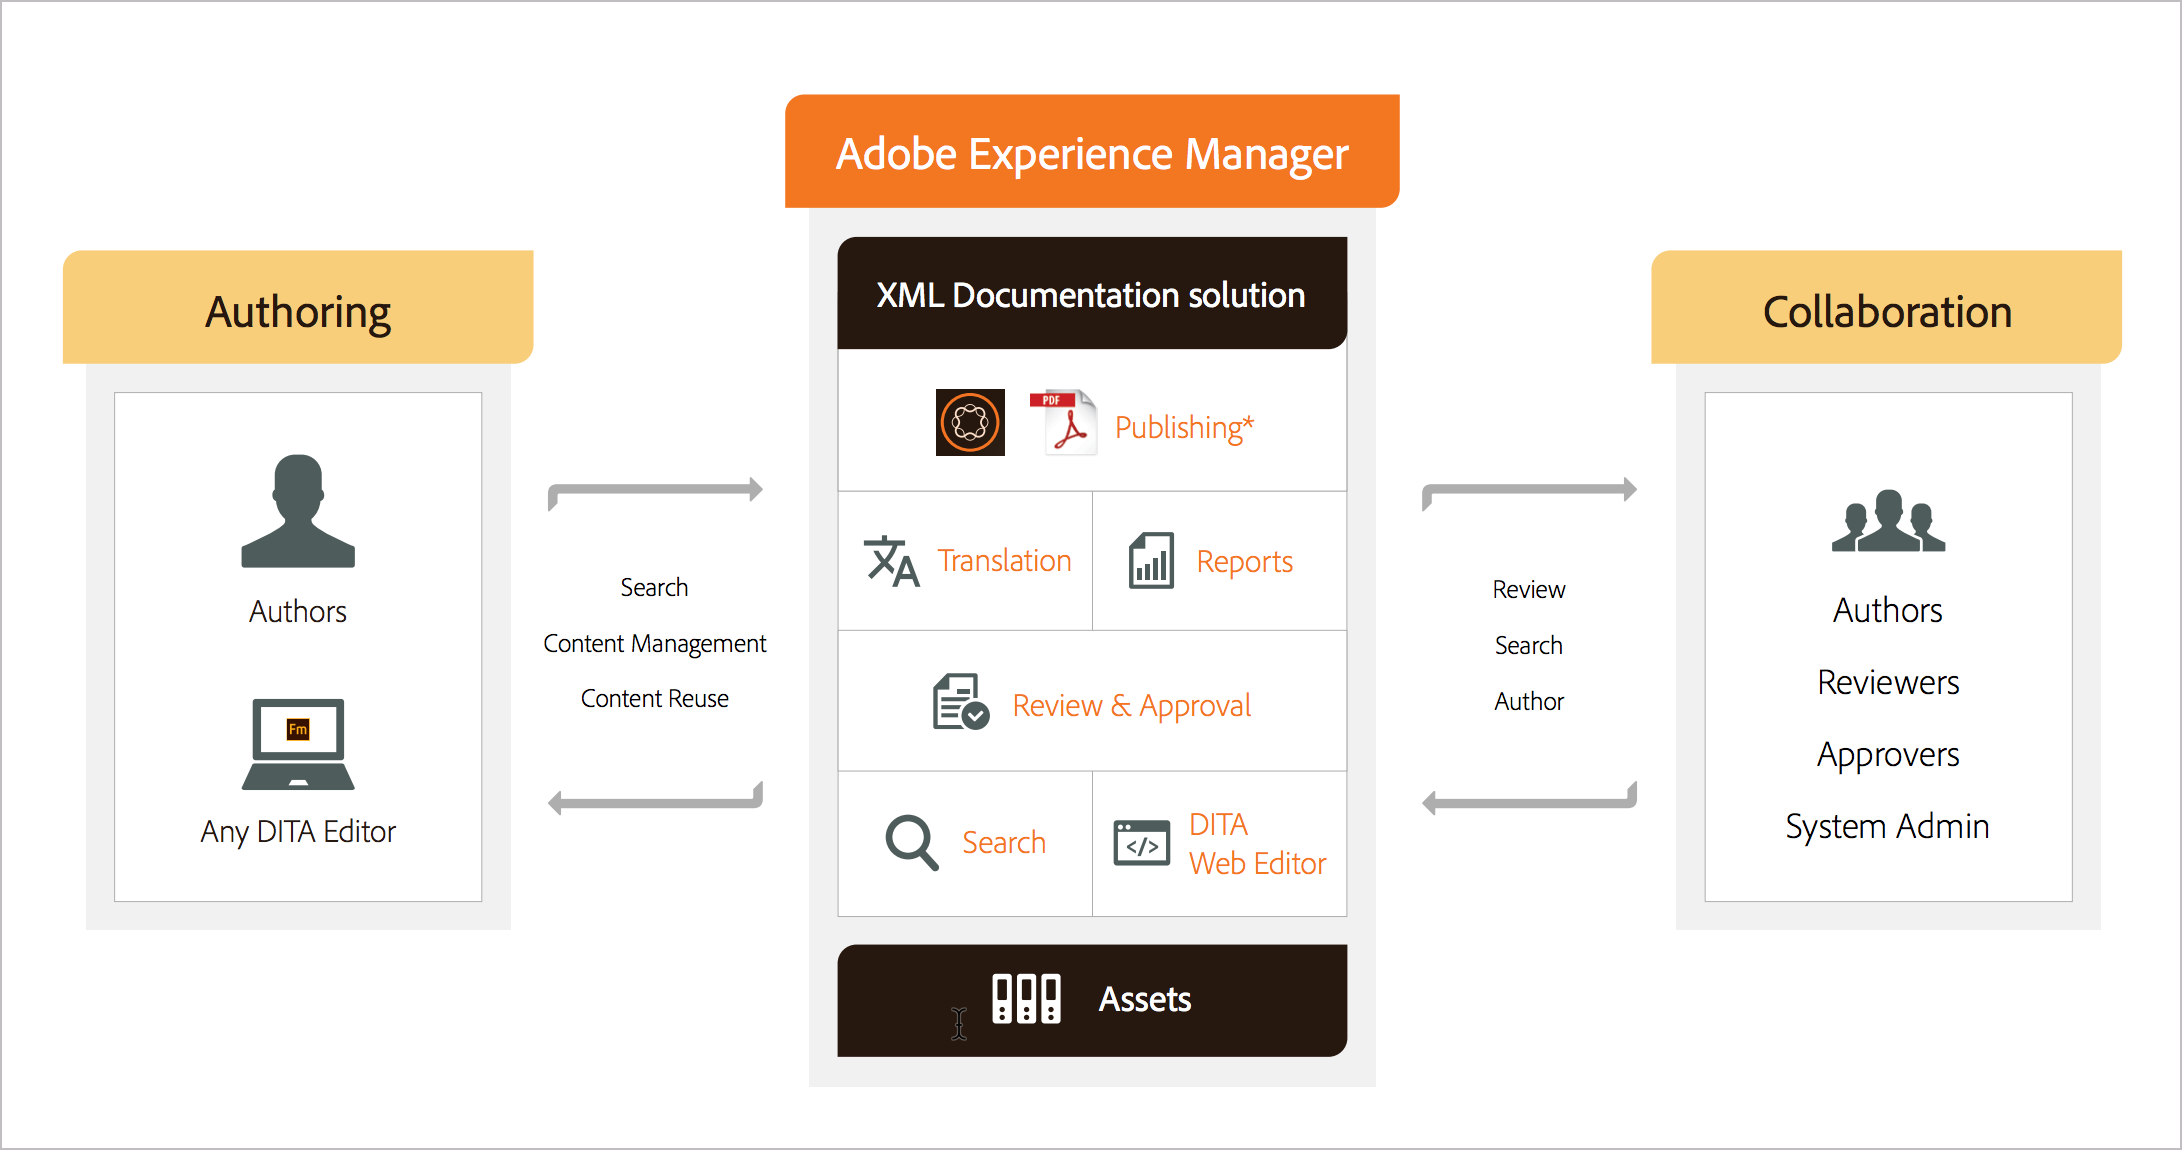 Adobe Experience Manager
Authoring
Authors
Fm
Any DITA Editor
Search
Content Management
Content Reuse
XML Documentation solution
PDF
Publishing*
Translation
Reports
Review & Approval
Search
</>
DITA
Web Editor
Assets
Review
Search
Author
Collaboration
Authors
Reviewers
Approvers
System Admin